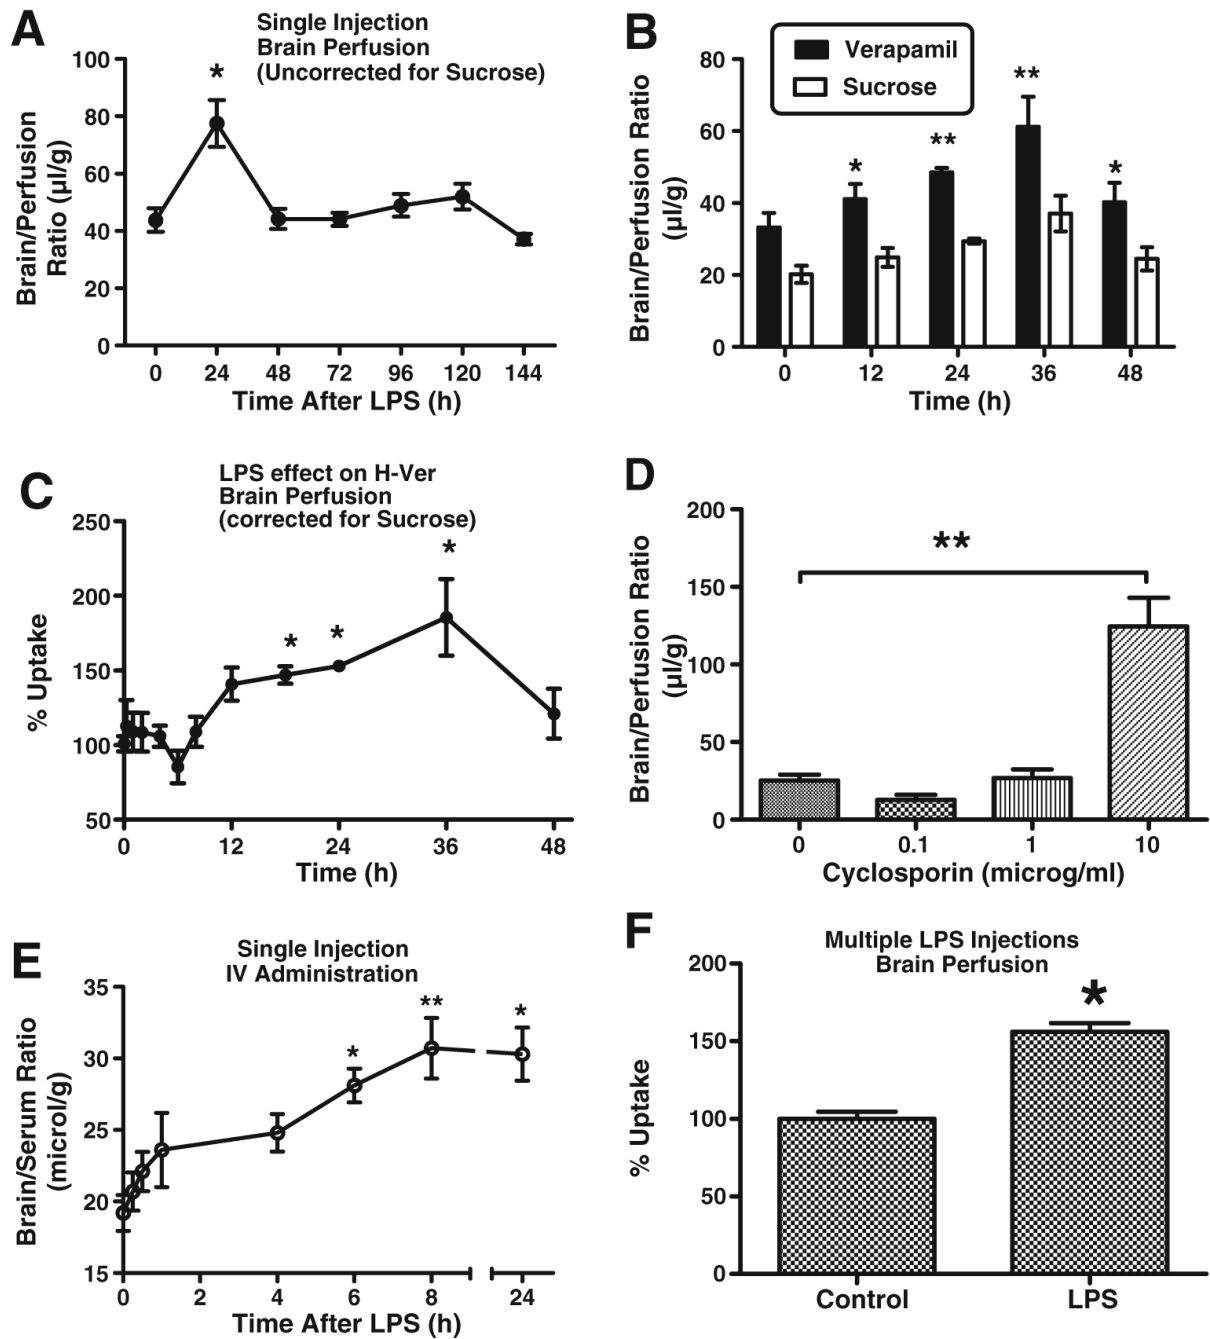 A
Single Injection
Brain Perfusion
(Uncorrected for Sucrose)
Brain/Perfusion
Ratio (µl/g)
100
80
60
40
20
0
*
0 24 48 72 96 120 144
Time After LPS (h)
B
Verapamil
Sucrose
Brain/Perfusion Ratio
(µl/g)
80
60
40
20
0
* ** ** *
0 12 24 36 48
Time (h)
C
LPS effect on H-Ver
Brain Perfusion
(corrected for Sucrose)
% Uptake
250
200
150
100
50
* * *
0 12 24 36 48
Time (h)
D
Brain/Perfusion Ratio
(µl/g)
200
150
100
50
0
**
0 0.1 1 10
Cyclosporin (microg/ml)
E
Single Injection
IV Administration
Brain/Serum Ratio
(microl/g)
35
30
25
20
15
* ** *
0 2 4 6 8 24
Time After LPS (h)
F
Multiple LPS Injections
Brain Perfusion
% Uptake
200
150
100
50
0
*
Control LPS